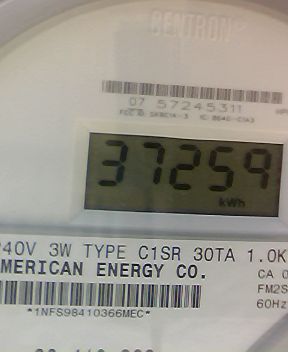 CENTRON
07 57245311
37259
kWh
240V 3W TYPE C1SR 30TA 1.0K
AMERICAN ENERGY CO.
CA 0
FM2S
60Hz
*1NFS98410366MEC*